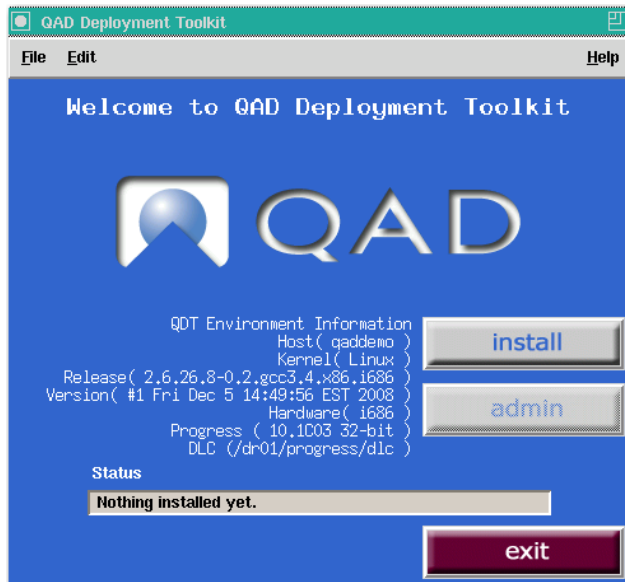 QAD Deployment Toolkit
File Edit Help
Welcome to QAD Deployment Toolkit
QAD
QDT Environment Information
Host( qaddemo )
Kernel( Linux )
Release( 2.6.26.8-0.2.gcc3.4.x86.i686 )
Version( #1 Fri Dec 5 14:49:56 EST 2008 )
Hardware( i686 )
Progress ( 10.1C03 32-bit )
DLC (/dr01/progress/dlc )
install
admin
Status
Nothing installed yet.
exit